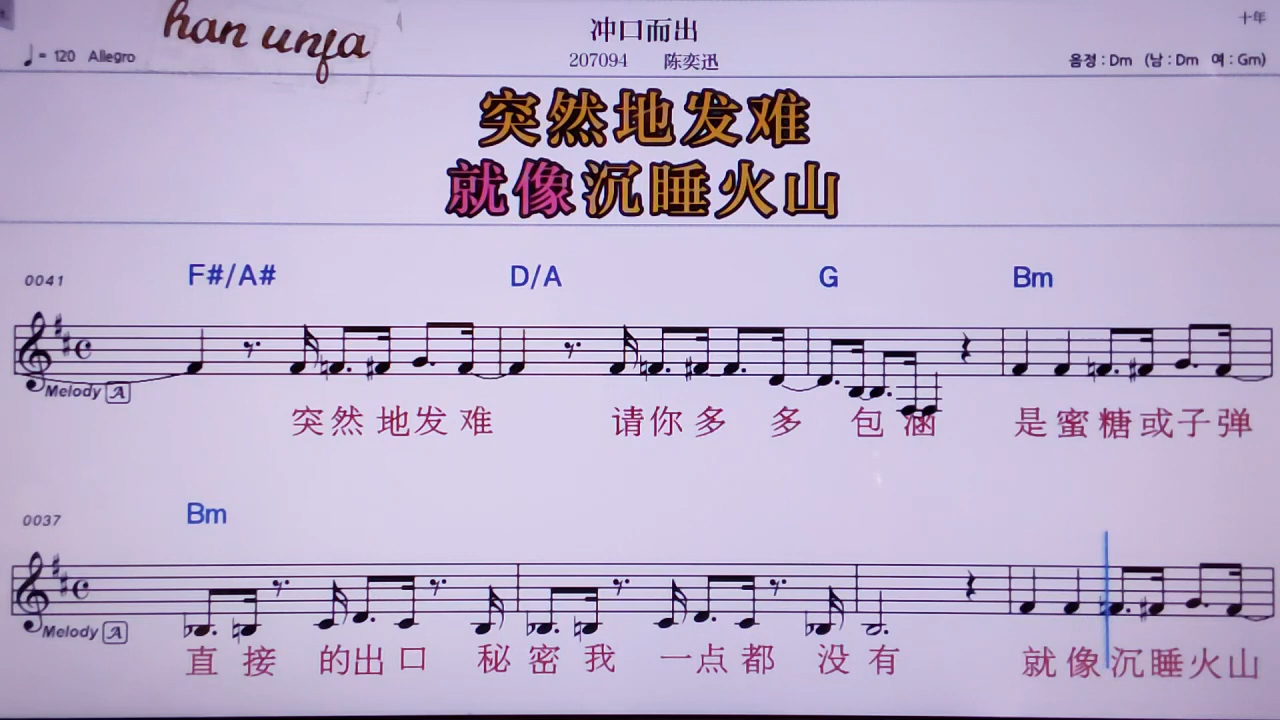 han unfa
冲口而出
十年
♩= 120 Allegro
207094 陈奕迅
음정 : Dm (남 : Dm 여 : Gm)
突然地发难
就像沉睡火山
0041 F#/A# D/A G Bm
Melody A
突然地发难 请你多多包涵 是蜜糖或子弹
0037 Bm
Melody A
直接的出口 秘密我一点都没有 就像沉睡火山